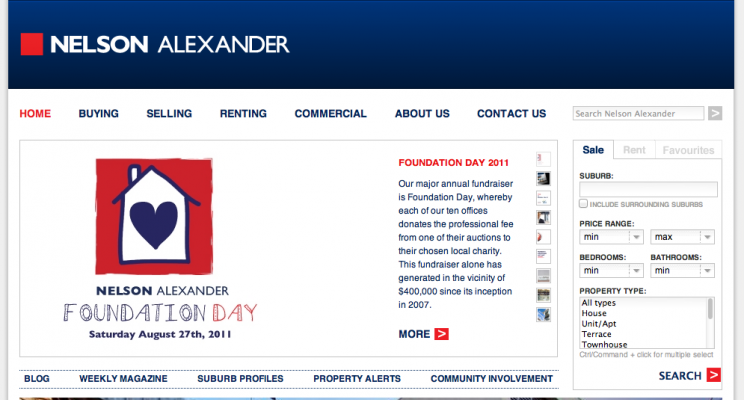 NELSON ALEXANDER
HOME BUYING SELLING RENTING COMMERCIAL ABOUT US CONTACT US
Search Nelson Alexander >
FOUNDATION DAY 2011
Our major annual fundraiser
is Foundation Day, whereby
each of our ten offices
donates the professional fee
from one of their auctions to
their chosen local charity.
This fundraiser alone has
generated in the vicinity of
$400,000 since its inception
in 2007.
MORE >
NELSON ALEXANDER
FOUNDATION DAY
Saturday August 27th, 2011
Sale Rent Favourites
SUBURB:
INCLUDE SURROUNDING SUBURBS
PRICE RANGE:
min max
BEDROOMS: BATHROOMS:
min min
PROPERTY TYPE:
All types
House
Unit/Apt
Terrace
Townhouse
Ctrl/Command + click for multiple select
SEARCH >
BLOG WEEKLY MAGAZINE SUBURB PROFILES PROPERTY ALERTS COMMUNITY INVOLVEMENT